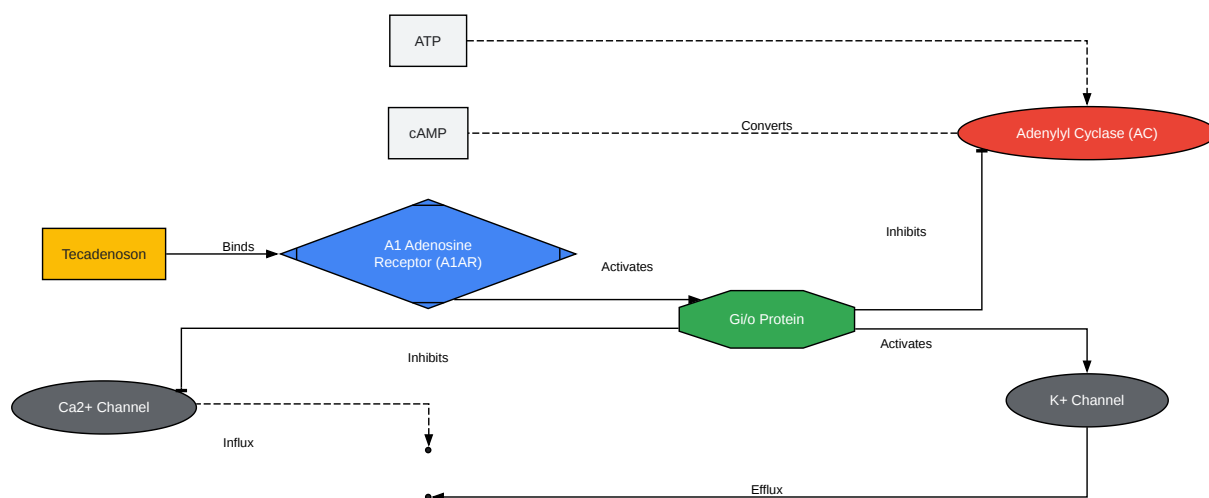 ATP
cAMP
Converts
Adenylyl Cyclase (AC)
Inhibits
Tecadenoson
Binds
A1 Adenosine
Receptor (A1AR)
Activates
Gi/o Protein
Activates
Inhibits
Ca2+ Channel
K+ Channel
Influx
Efflux